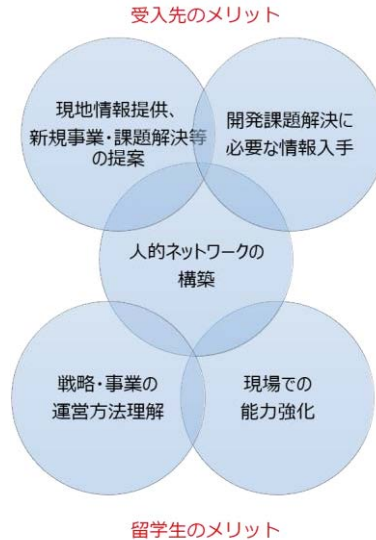 受入先のメリット
現地情報提供、
新規事業・課題解決等
の提案
開発課題解決に
必要な情報入手
人的ネットワークの
構築
戦略・事業の
運営方法理解
現場での
能力強化
留学生のメリット